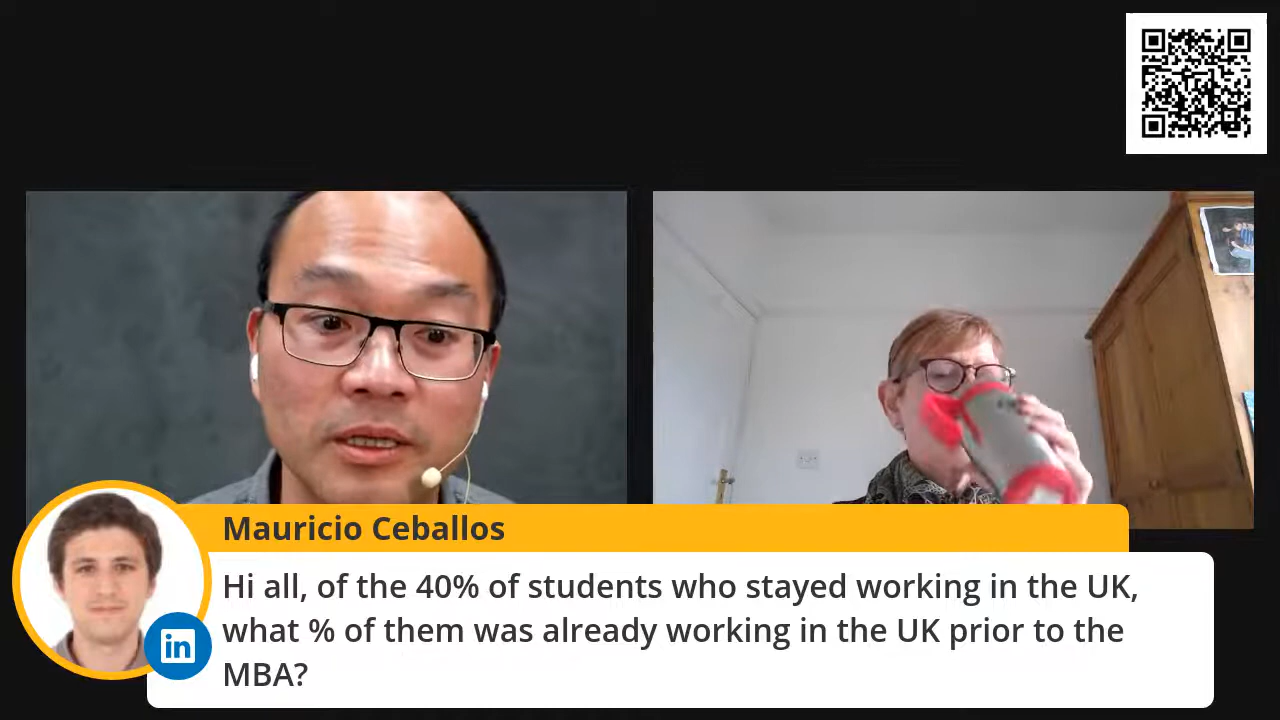 Mauricio Ceballos
Hi all, of the 40% of students who stayed working in the UK,
what % of them was already working in the UK prior to the
MBA?
in